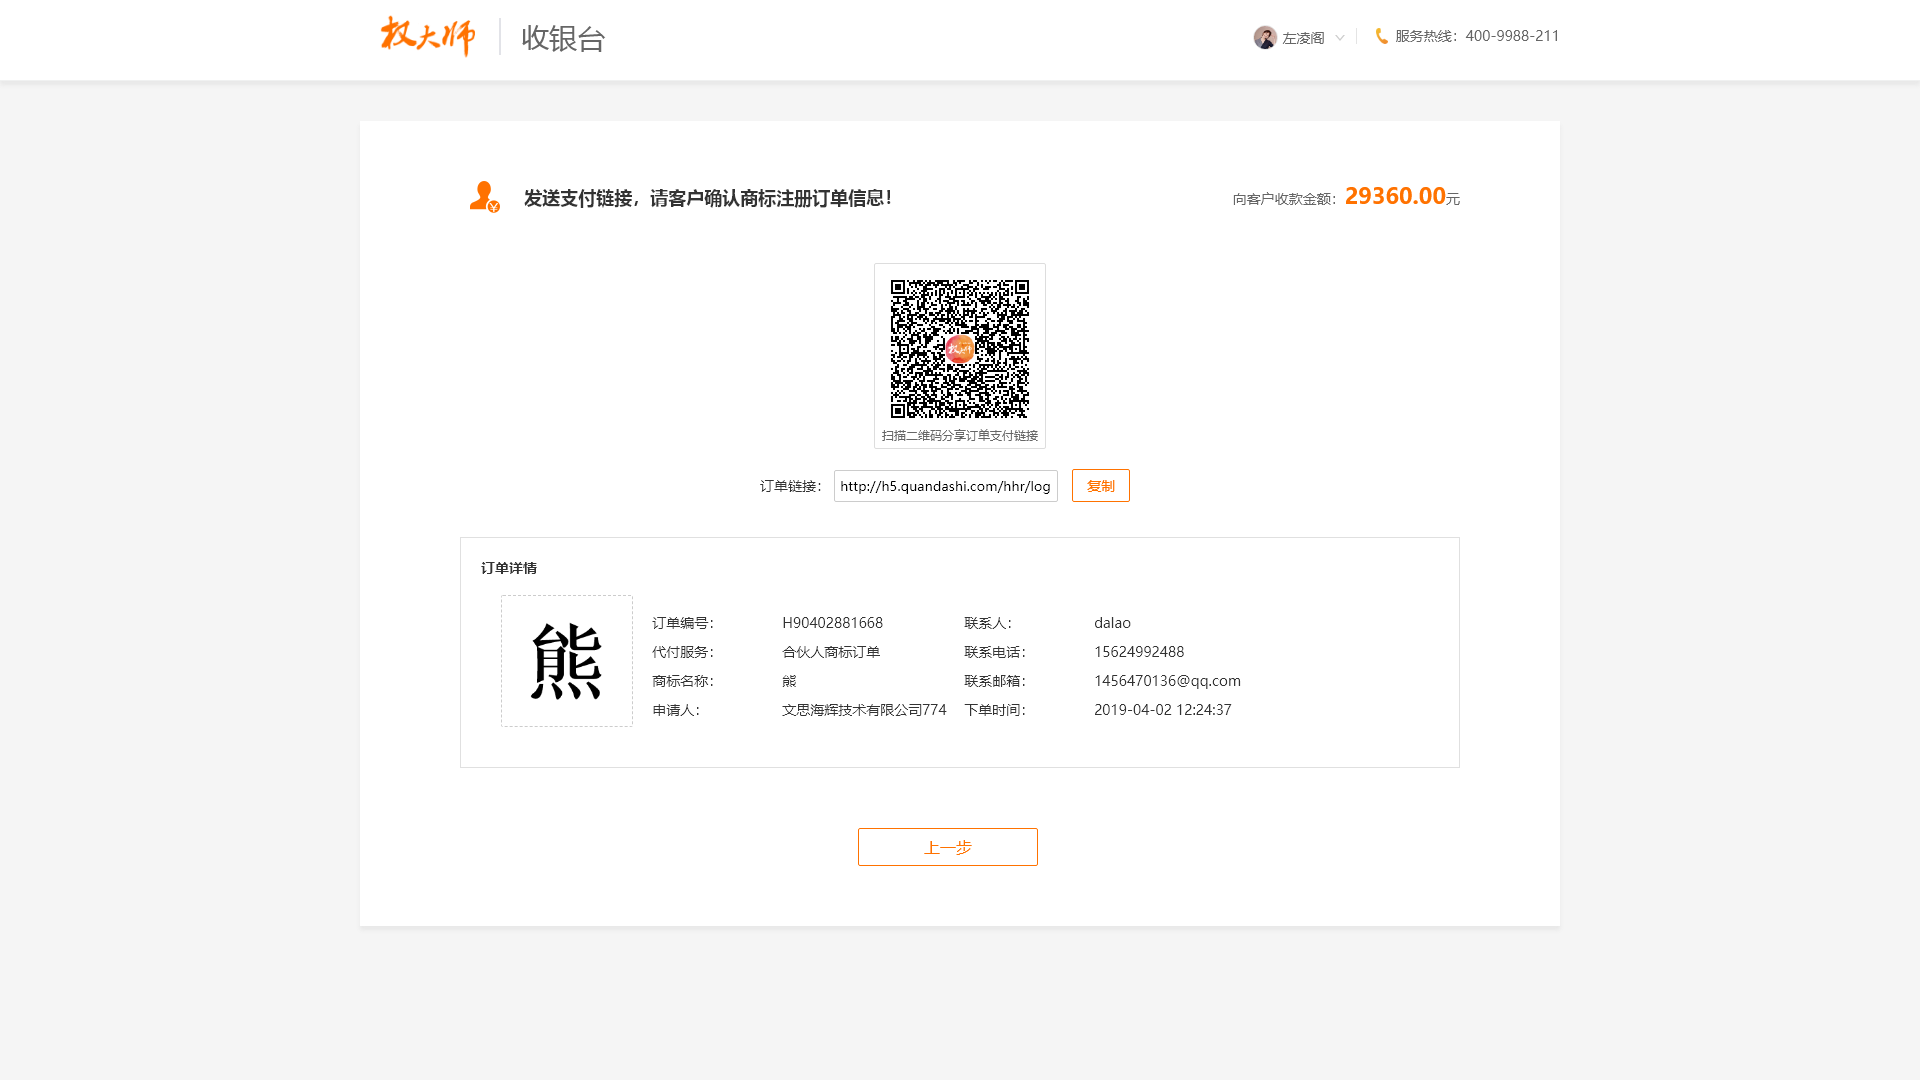 权大师
收银台
左凌阁
服务热线：400-9988-211
发送支付链接，请客户确认商标注册订单信息！
向客户收款金额：29360.00元
权大师
扫描二维码分享订单支付链接
订单链接：
http://h5.quandashi.com/hhr/log
复制
订单详情
熊
订单编号：
H90402881668
联系人：
dalao
代付服务：
合伙人商标订单
联系电话：
15624992488
商标名称：
熊
联系邮箱：
1456470136@qq.com
申请人：
文思海辉技术有限公司774
下单时间：
2019-04-02 12:24:37
上一步